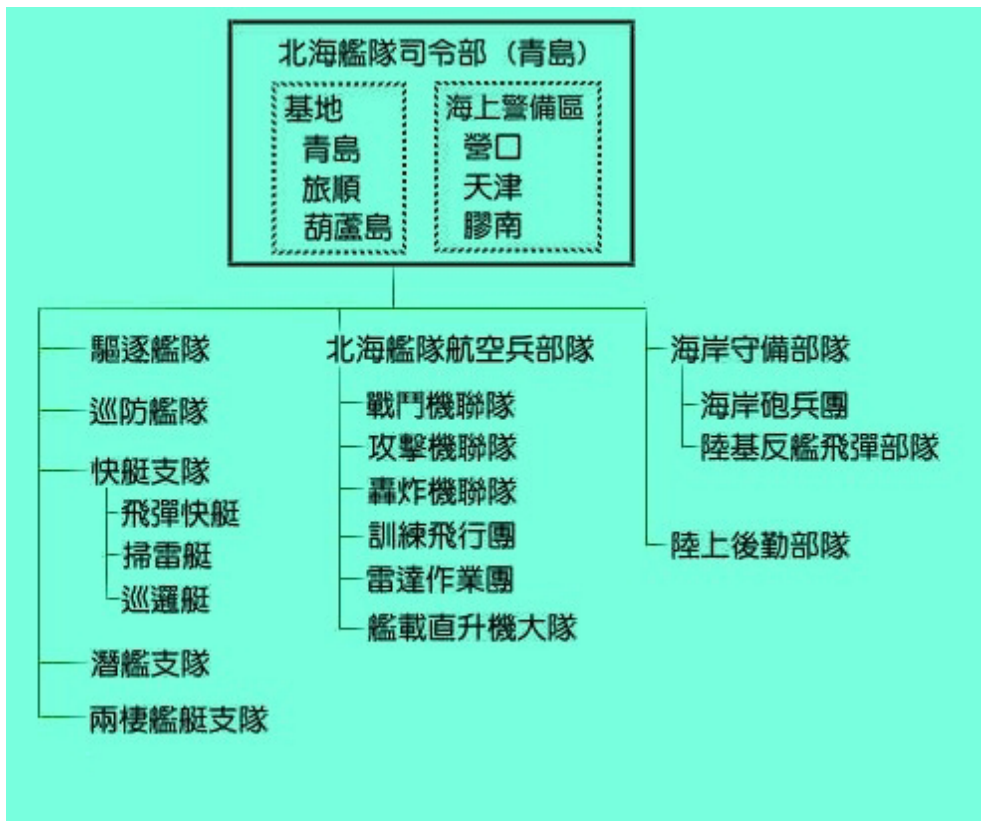 北海艦隊司令部（青島）
基地
青島
旅順
葫蘆島
海上警備區
營口
天津
膠南
驅逐艦隊
巡防艦隊
快艇支隊
飛彈快艇
掃雷艇
巡邏艇
潛艦支隊
兩棲艦艇支隊
北海艦隊航空兵部隊
戰鬥機聯隊
攻擊機聯隊
轟炸機聯隊
訓練飛行團
雷達作業團
艦載直升機大隊
海岸守備部隊
海岸砲兵團
陸基反艦飛彈部隊
陸上後勤部隊